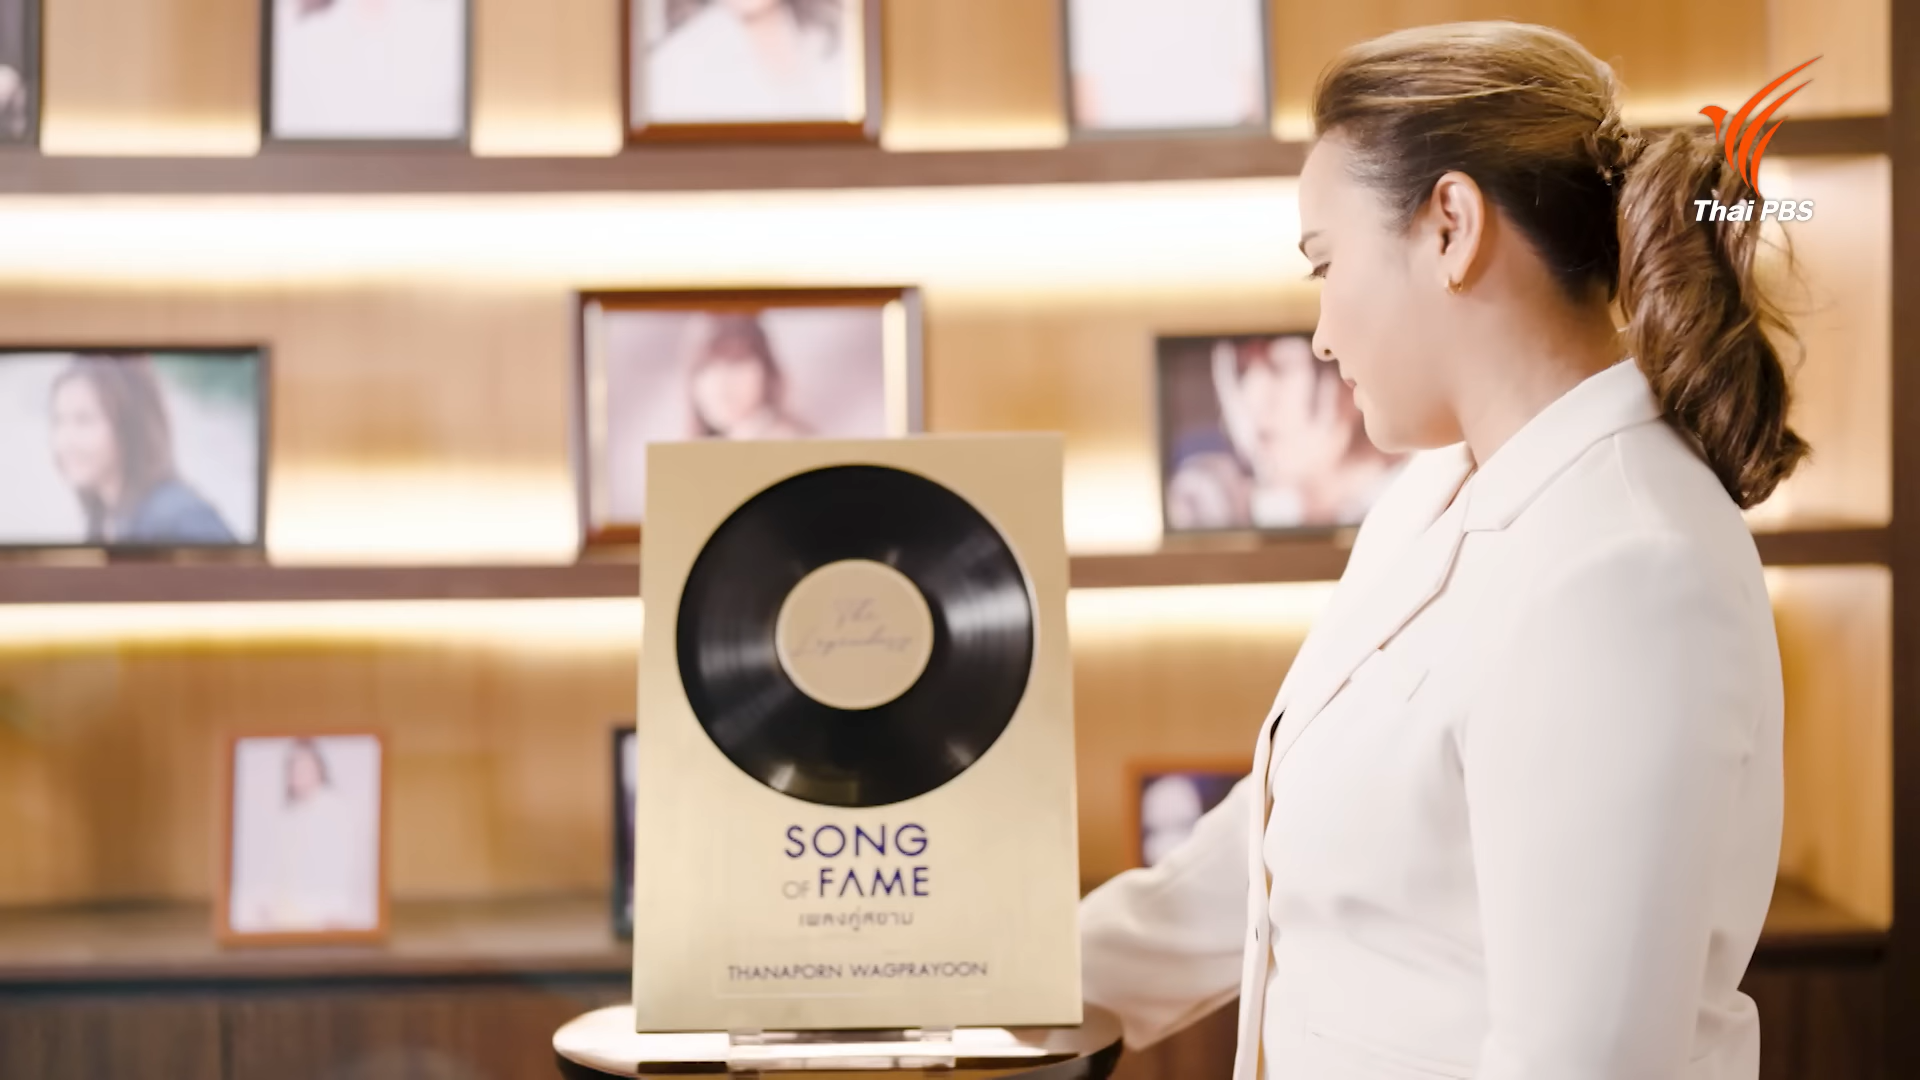 Thai PBS
The
Legendary
SONG
OF FAME
เพลงคู่สยาม
THANAPORN WAGPRAYOON